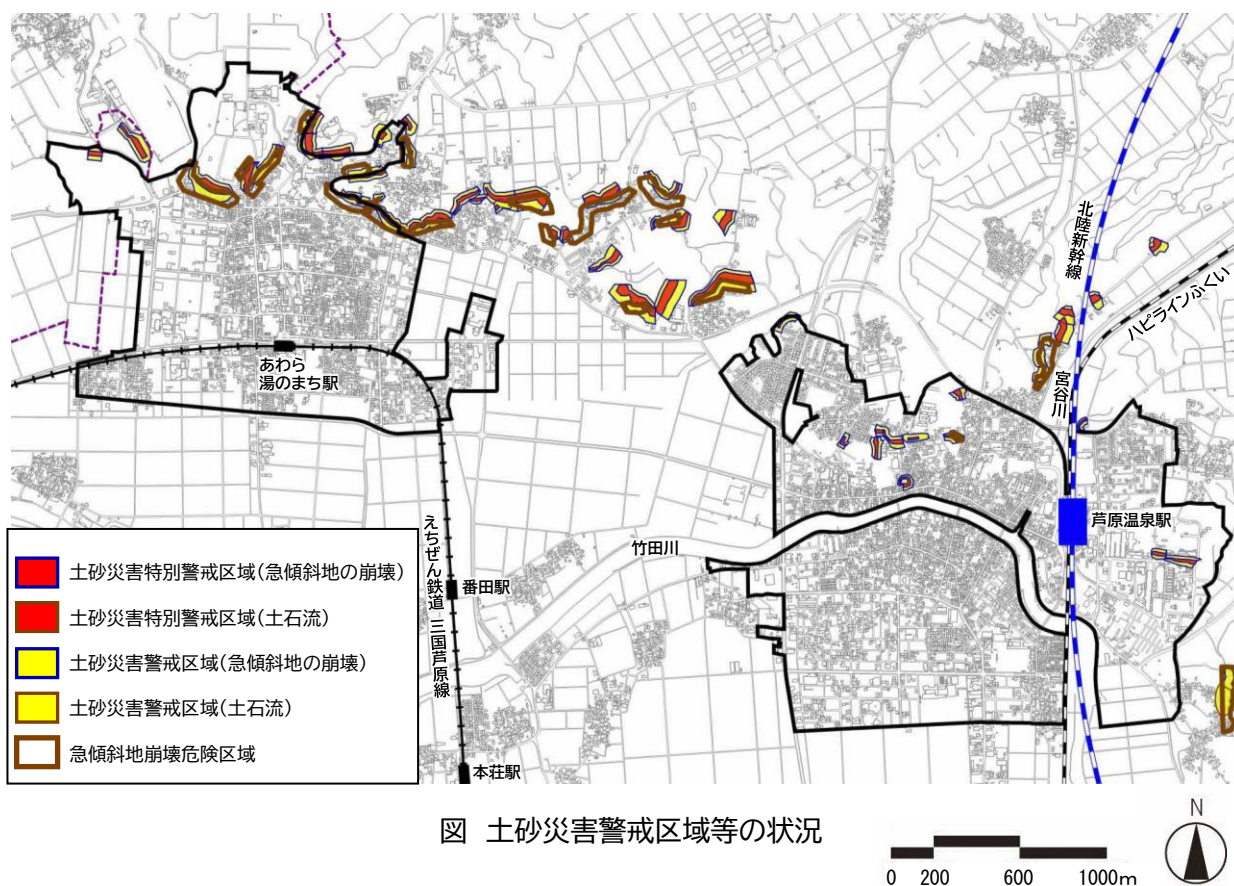 北陸新幹線
ハピラインふくい
あわら
湯のまち駅
宮谷川
芦原温泉駅
竹田川
えちぜん鉄道 三国芦原線
番田駅
本荘駅
土砂災害特別警戒区域(急傾斜地の崩壊)
土砂災害特別警戒区域(土石流)
土砂災害警戒区域(急傾斜地の崩壊)
土砂災害警戒区域(土石流)
急傾斜地崩壊危険区域
図 土砂災害警戒区域等の状況
N
0 200 600 1000m